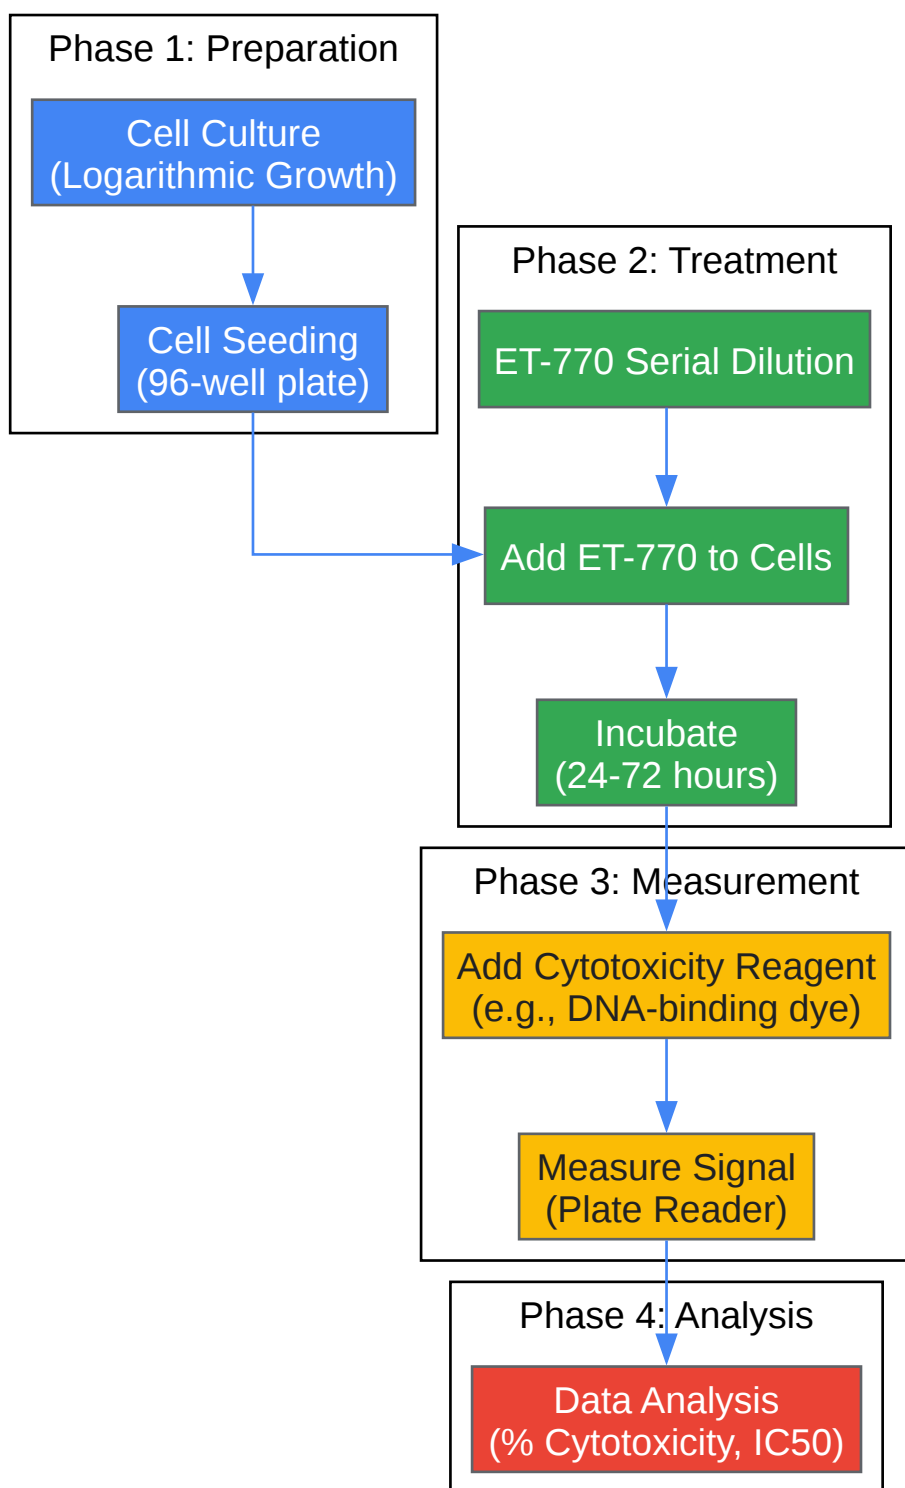 Phase 1: Preparation
Cell Culture
(Logarithmic Growth)
Cell Seeding
(96-well plate)
Phase 2: Treatment
ET-770 Serial Dilution
Add ET-770 to Cells
Incubate
(24-72 hours)
Phase 3: Measurement
Add Cytotoxicity Reagent
(e.g., DNA-binding dye)
Measure Signal
(Plate Reader)
Phase 4: Analysis
Data Analysis
(% Cytotoxicity, IC50)